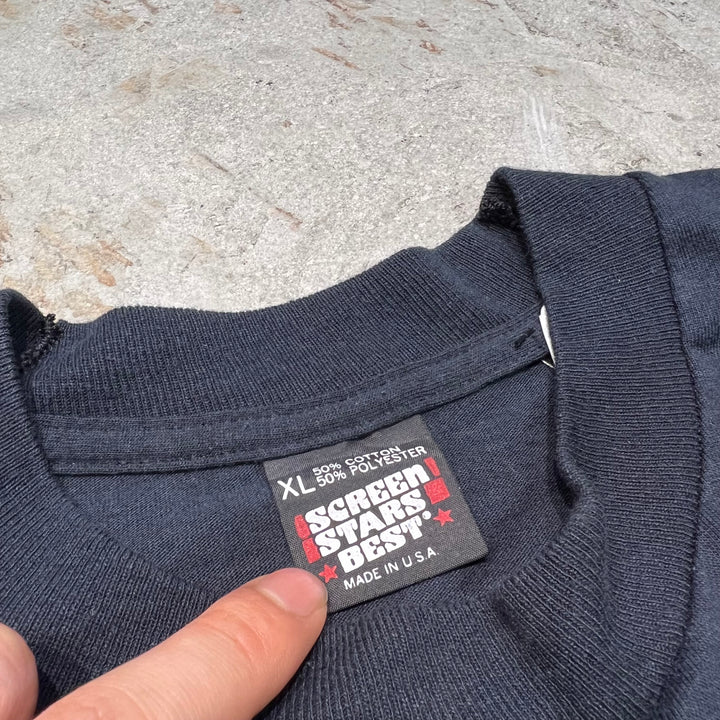 XL 50% COTTON
50% POLYESTER
SCREEN
STARS
BEST
MADE IN U.S.A.